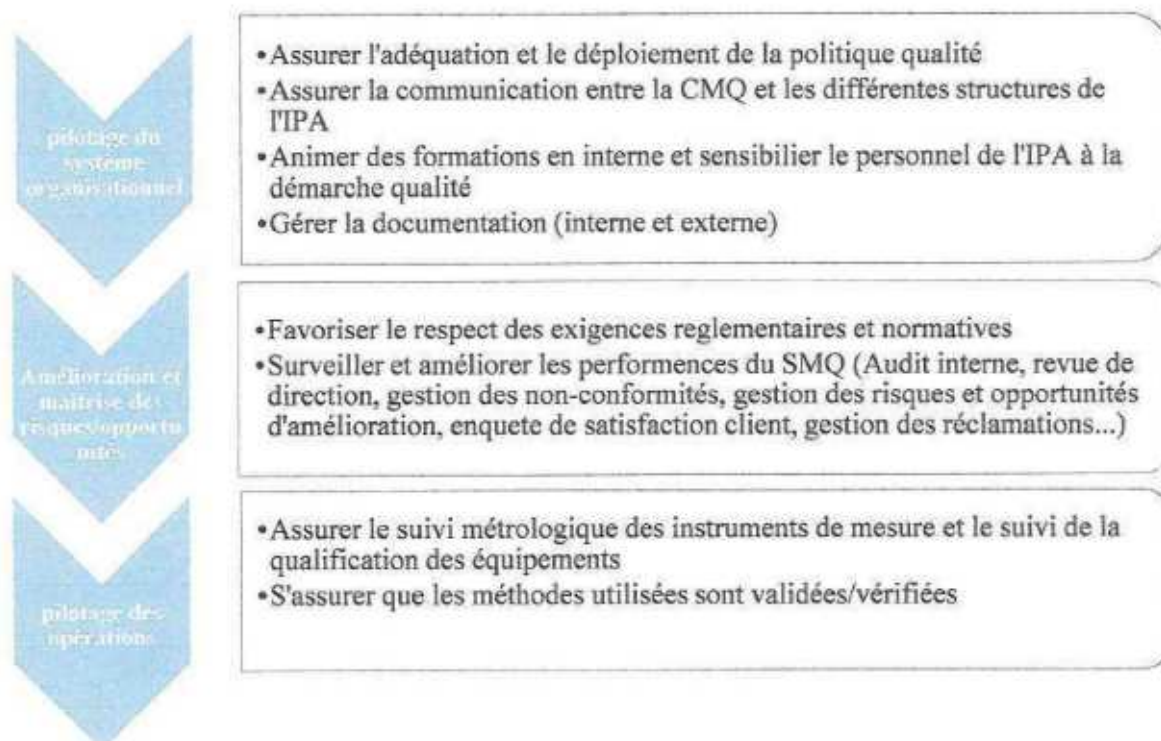 pilotage du
système
organisationnel
•Assurer l'adéquation et le déploiement de la politique qualité
•Assurer la communication entre la CMQ et les différentes structures de
l'IPA
•Animer des formations en interne et sensibilier le personnel de l'IPA à la
démarche qualité
•Gérer la documentation (interne et externe)
Amélioration et
maitrise des
risques/opportu
nités
•Favoriser le respect des exigences reglementaires et normatives
•Surveiller et améliorer les performences du SMQ (Audit interne, revue de
direction, gestion des non-conformités, gestion des risques et opportunités
d'amélioration, enquete de satisfaction client, gestion des réclamations...)
pilotage des
opérations
•Assurer le suivi métrologique des instruments de mesure et le suivi de la
qualification des équipements
•S'assurer que les méthodes utilisées sont validées/vérifiées